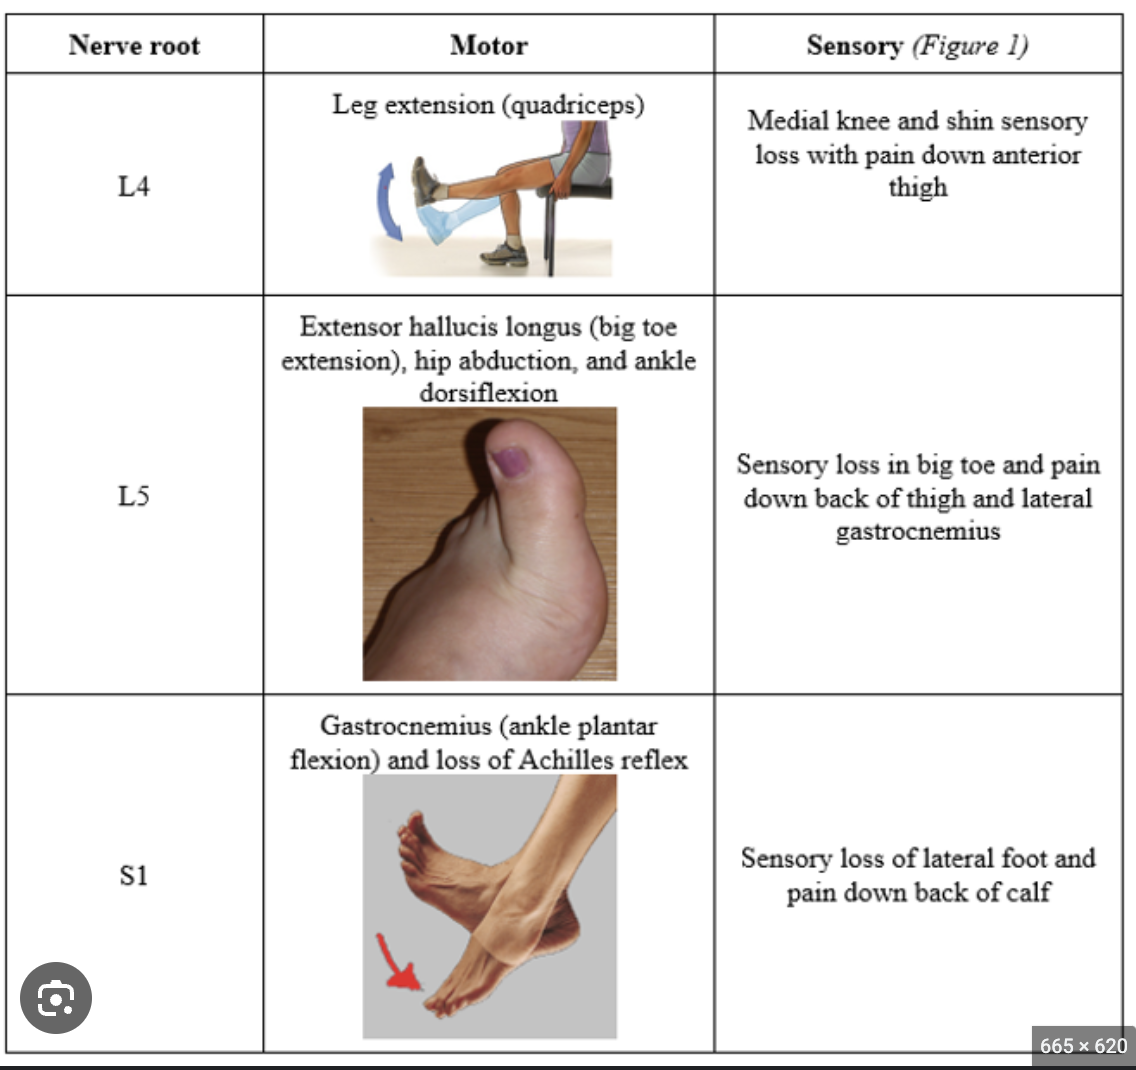 Nerve root
Motor
Sensory (Figure 1)
L4
Leg extension (quadriceps)
Medial knee and shin sensory
loss with pain down anterior
thigh
L5
Extensor hallucis longus (big toe
extension), hip abduction, and ankle
dorsiflexion
Sensory loss in big toe and pain
down back of thigh and lateral
gastrocnemius
S1
Gastrocnemius (ankle plantar
flexion) and loss of Achilles reflex
Sensory loss of lateral foot and
pain down back of calf
665 × 620